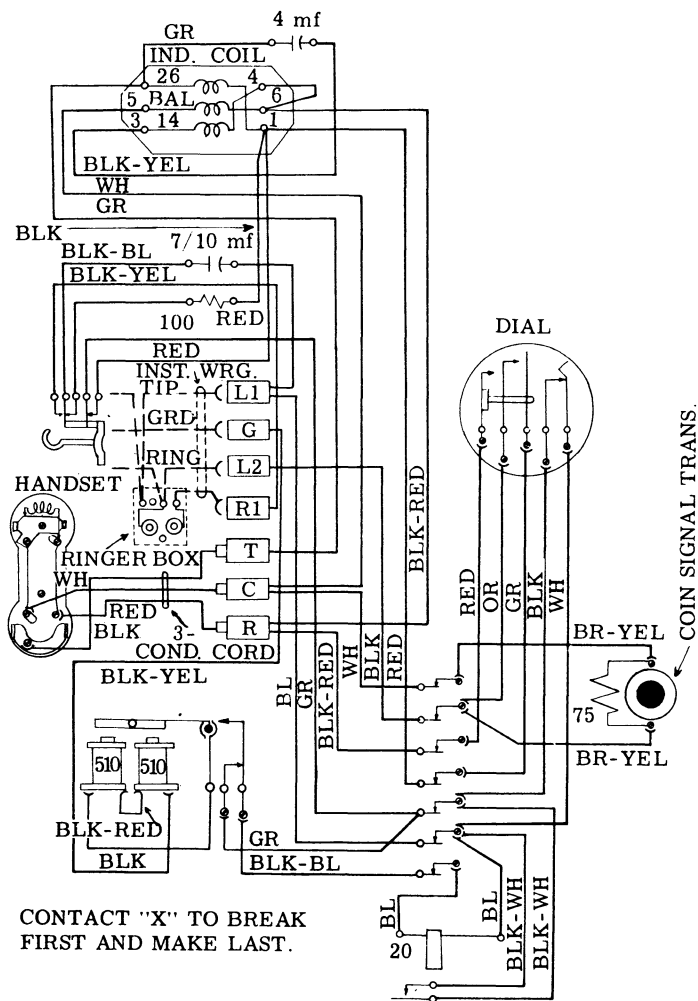 4 mf
GR
IND. COIL
26
4
5
BAL
6
3
14
1
BLK-YEL
WH
GR
BLK
7/10 mf
BLK-BL
BLK-YEL
100
RED
DIAL
RED
INST. WRG.
TIP
L1
GRD
G
RING
L2
HANDSET
R1
RINGER BOX
T
WH
C
RED
R
BLK
3-
COND. CORD
BLK-YEL
BLK-RED
RED
OR
GR
BLK
WH
COIN SIGNAL TRANS.
BR-YEL
75
BR-YEL
BL
GR
BLK-RED
WH
BLK
RED
510
510
BLK-RED
BLK
GR
BLK-BL
BL
20
BL
BLK-WH
BLK-WH
CONTACT "X" TO BREAK
FIRST AND MAKE LAST.